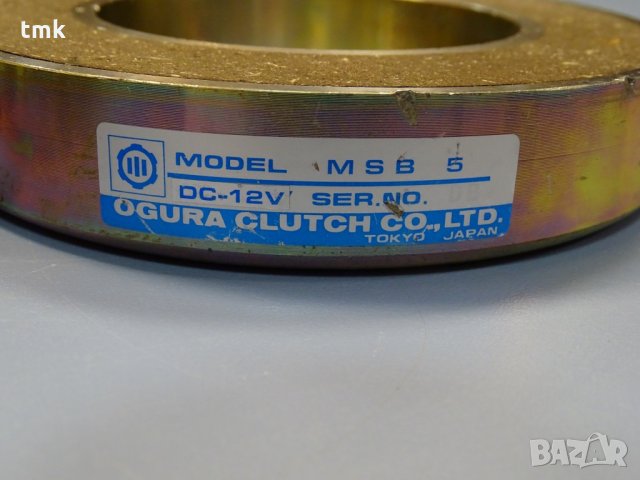 tmk
MODEL MSB 5
DC-12V SER.NO.
OGURA CLUTCH CO., LTD.
TOKYO JAPAN
BAZAR